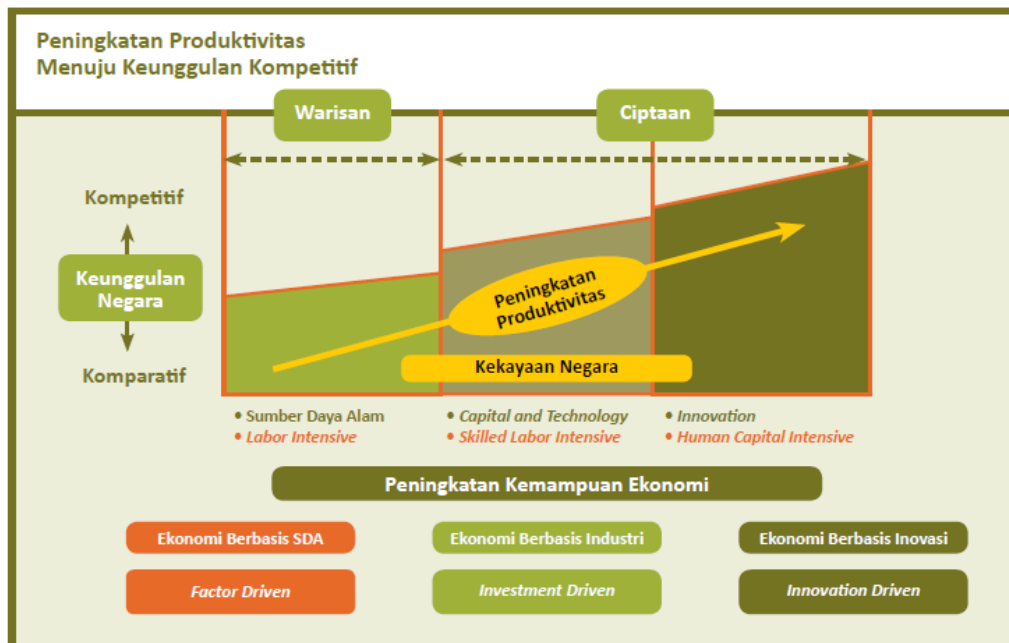 Peningkatan Produktivitas
Menuju Keunggulan Kompetitif
Warisan
Ciptaan
Kompetitif
Keunggulan
Negara
Komparatif
Peningkatan
Produktivitas
Kekayaan Negara
• Sumber Daya Alam
• Labor Intensive
• Capital and Technology
• Skilled Labor Intensive
• Innovation
• Human Capital Intensive
Peningkatan Kemampuan Ekonomi
Ekonomi Berbasis SDA
Ekonomi Berbasis Industri
Ekonomi Berbasis Inovasi
Factor Driven
Investment Driven
Innovation Driven